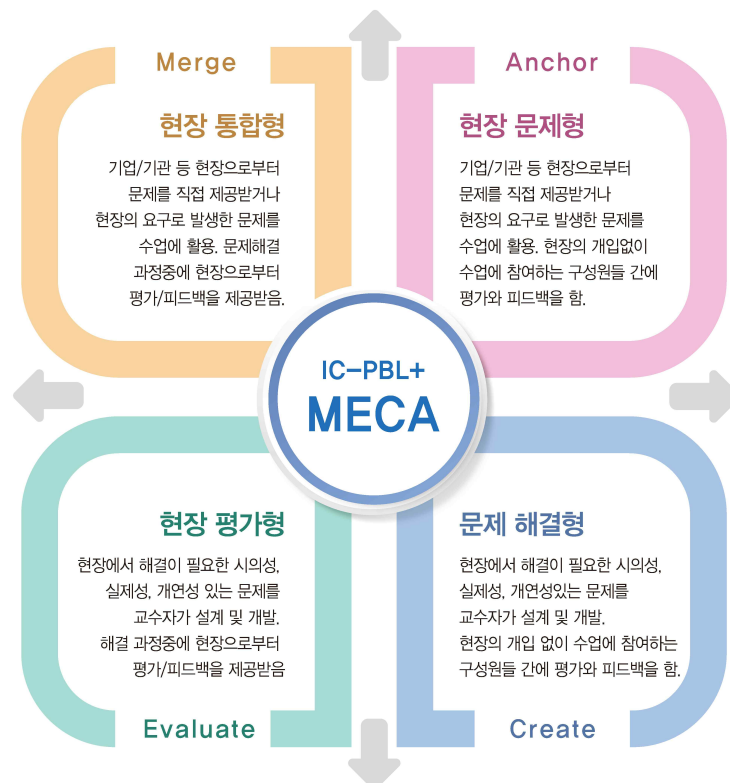 Merge
현장 통합형
기업/기관 등 현장으로부터
문제를 직접 제공받거나
현장의 요구로 발생한 문제를
수업에 활용. 문제해결
과정중에 현장으로부터
평가/피드백을 제공받음.
Anchor
현장 문제형
기업/기관 등 현장으로부터
문제를 직접 제공받거나
현장의 요구로 발생한 문제를
수업에 활용. 현장의 개입없이
수업에 참여하는 구성원들 간에
평가와 피드백을 함.
IC-PBL+
MECA
현장 평가형
현장에서 해결이 필요한 시의성,
실제성, 개연성 있는 문제를
교수자가 설계 및 개발.
해결 과정중에 현장으로부터
평가/피드백을 제공받음
Evaluate
문제 해결형
현장에서 해결이 필요한 시의성,
실제성, 개연성있는 문제를
교수자가 설계 및 개발.
현장의 개입 없이 수업에 참여하는
구성원들 간에 평가와 피드백을 함.
Create